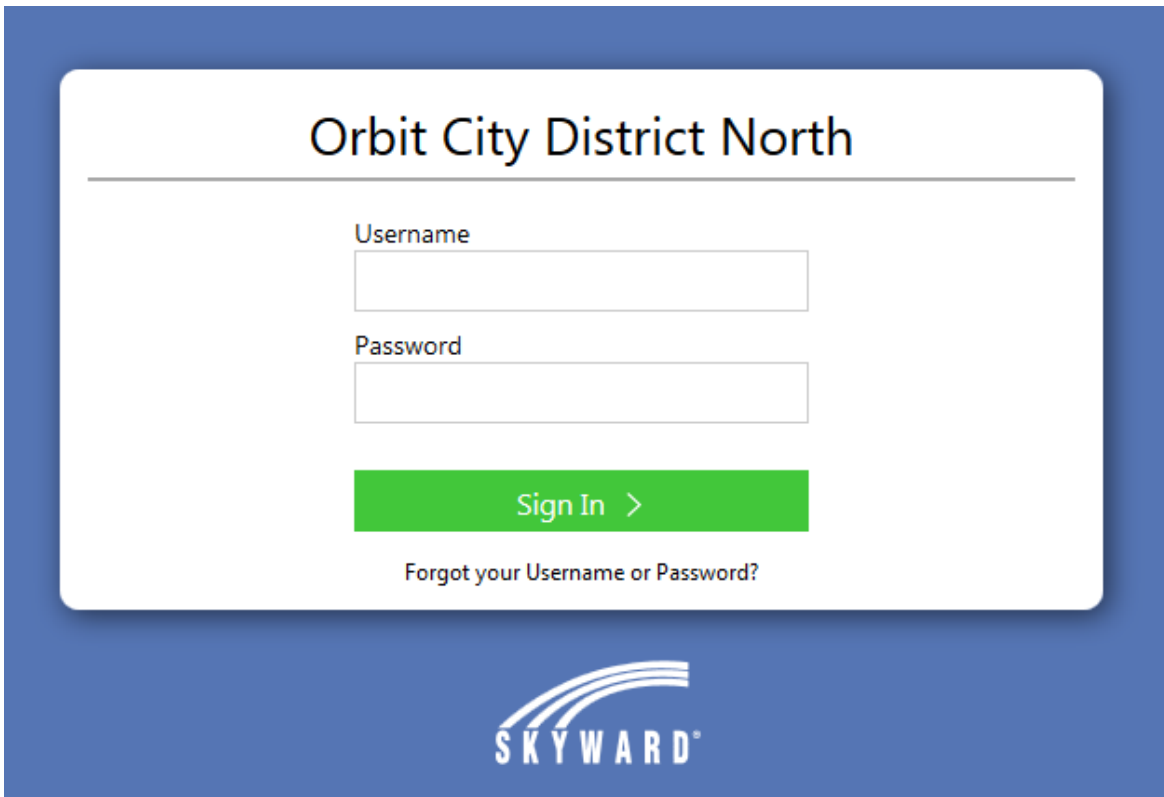 Orbit City District North
Username
Password
Sign In >
Forgot your Username or Password?
SKYWARD®